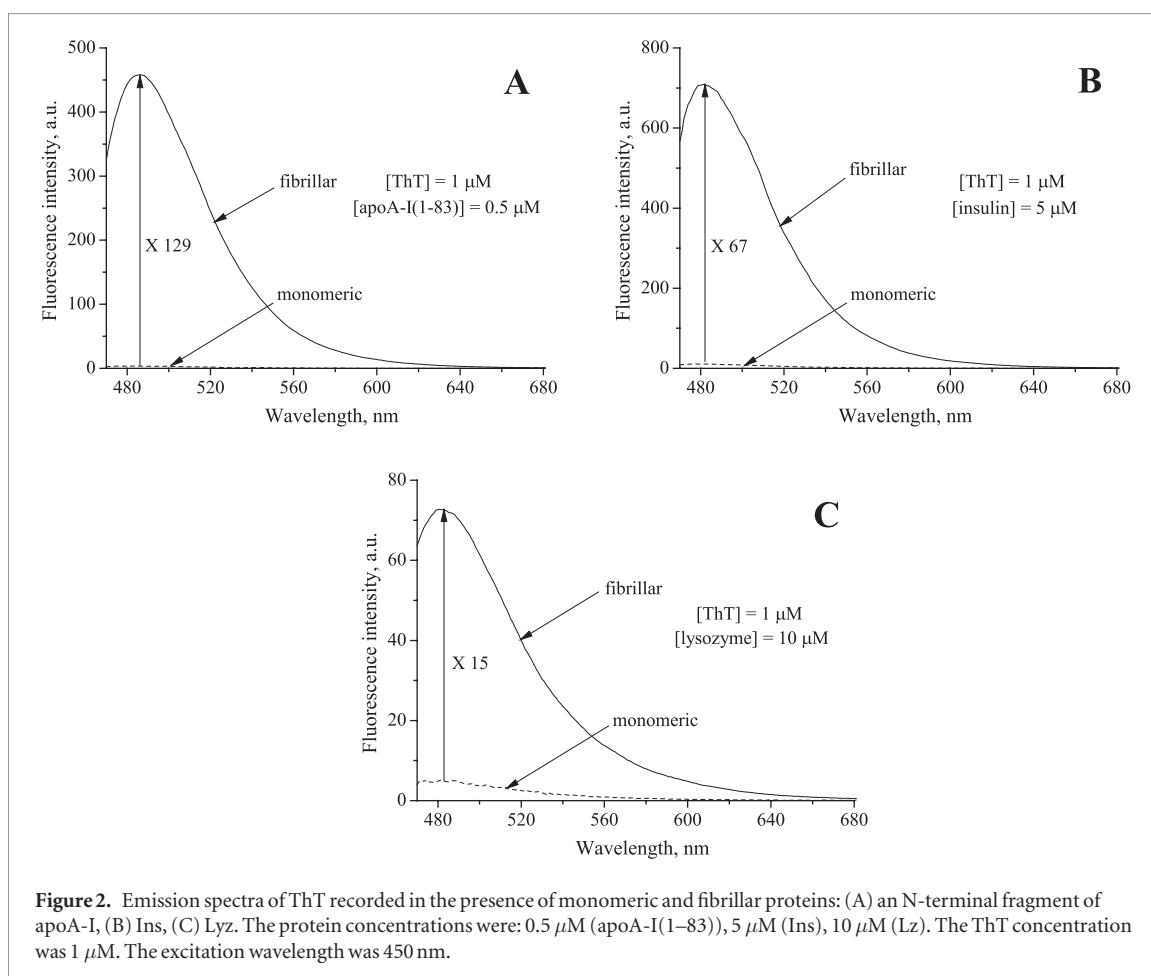 500
400
300
200
100
0
Fluorescence intensity, a.u.
A
fibrillar
[ThT] = 1 μM
[apoA-I(1-83)] = 0.5 μM
X 129
monomeric
480 520 560 600 640 680
Wavelength, nm
800
600
400
200
0
Fluorescence intensity, a.u.
B
fibrillar
[ThT] = 1 μM
[insulin] = 5 μM
X 67
monomeric
480 520 560 600 640 680
Wavelength, nm
80
60
40
20
0
Fluorescence intensity, a.u.
C
fibrillar
[ThT] = 1 μM
[lysozyme] = 10 μM
X 15
monomeric
480 520 560 600 640 680
Wavelength, nm
Figure 2. Emission spectra of ThT recorded in the presence of monomeric and fibrillar proteins: (A) an N-terminal fragment of
apoA-I, (B) Ins, (C) Lyz. The protein concentrations were: 0.5 μM (apoA-I(1–83)), 5 μM (Ins), 10 μM (Lz). The ThT concentration
was 1 μM. The excitation wavelength was 450 nm.